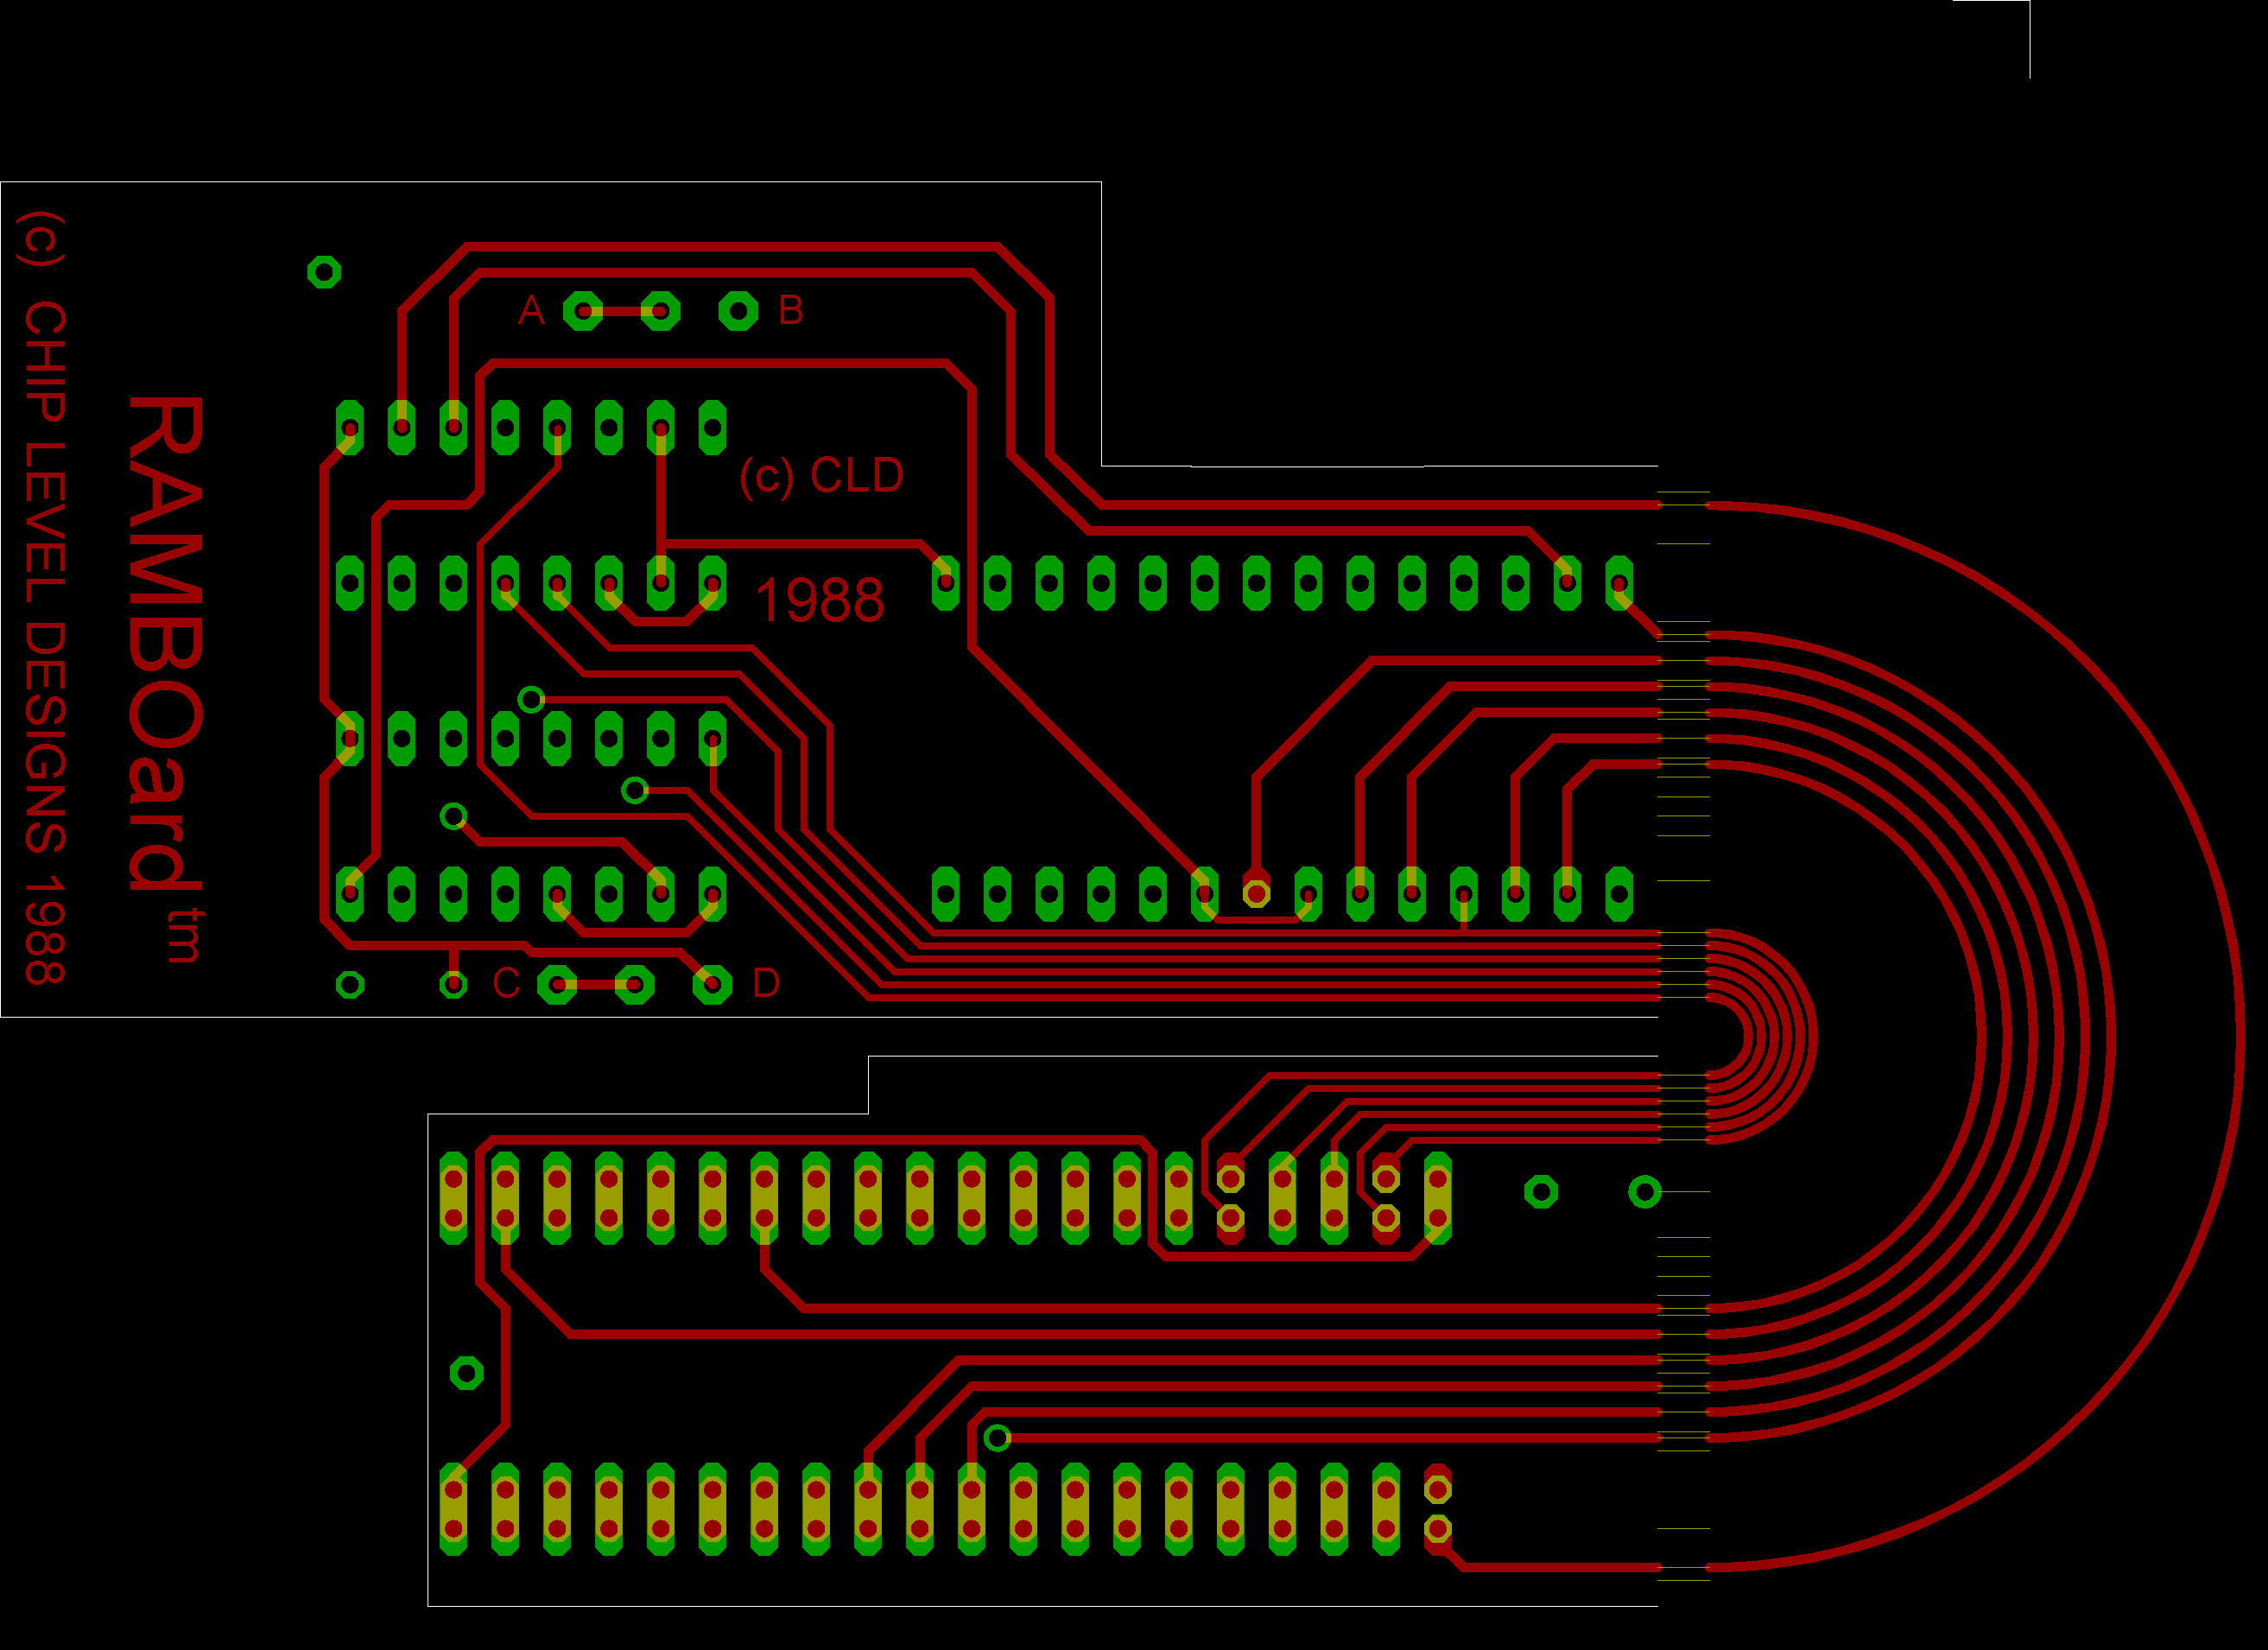 (c) CHIP LEVEL DESIGNS 1988
RAMBOard tm
A
B
(c) CLD
1988
C
D